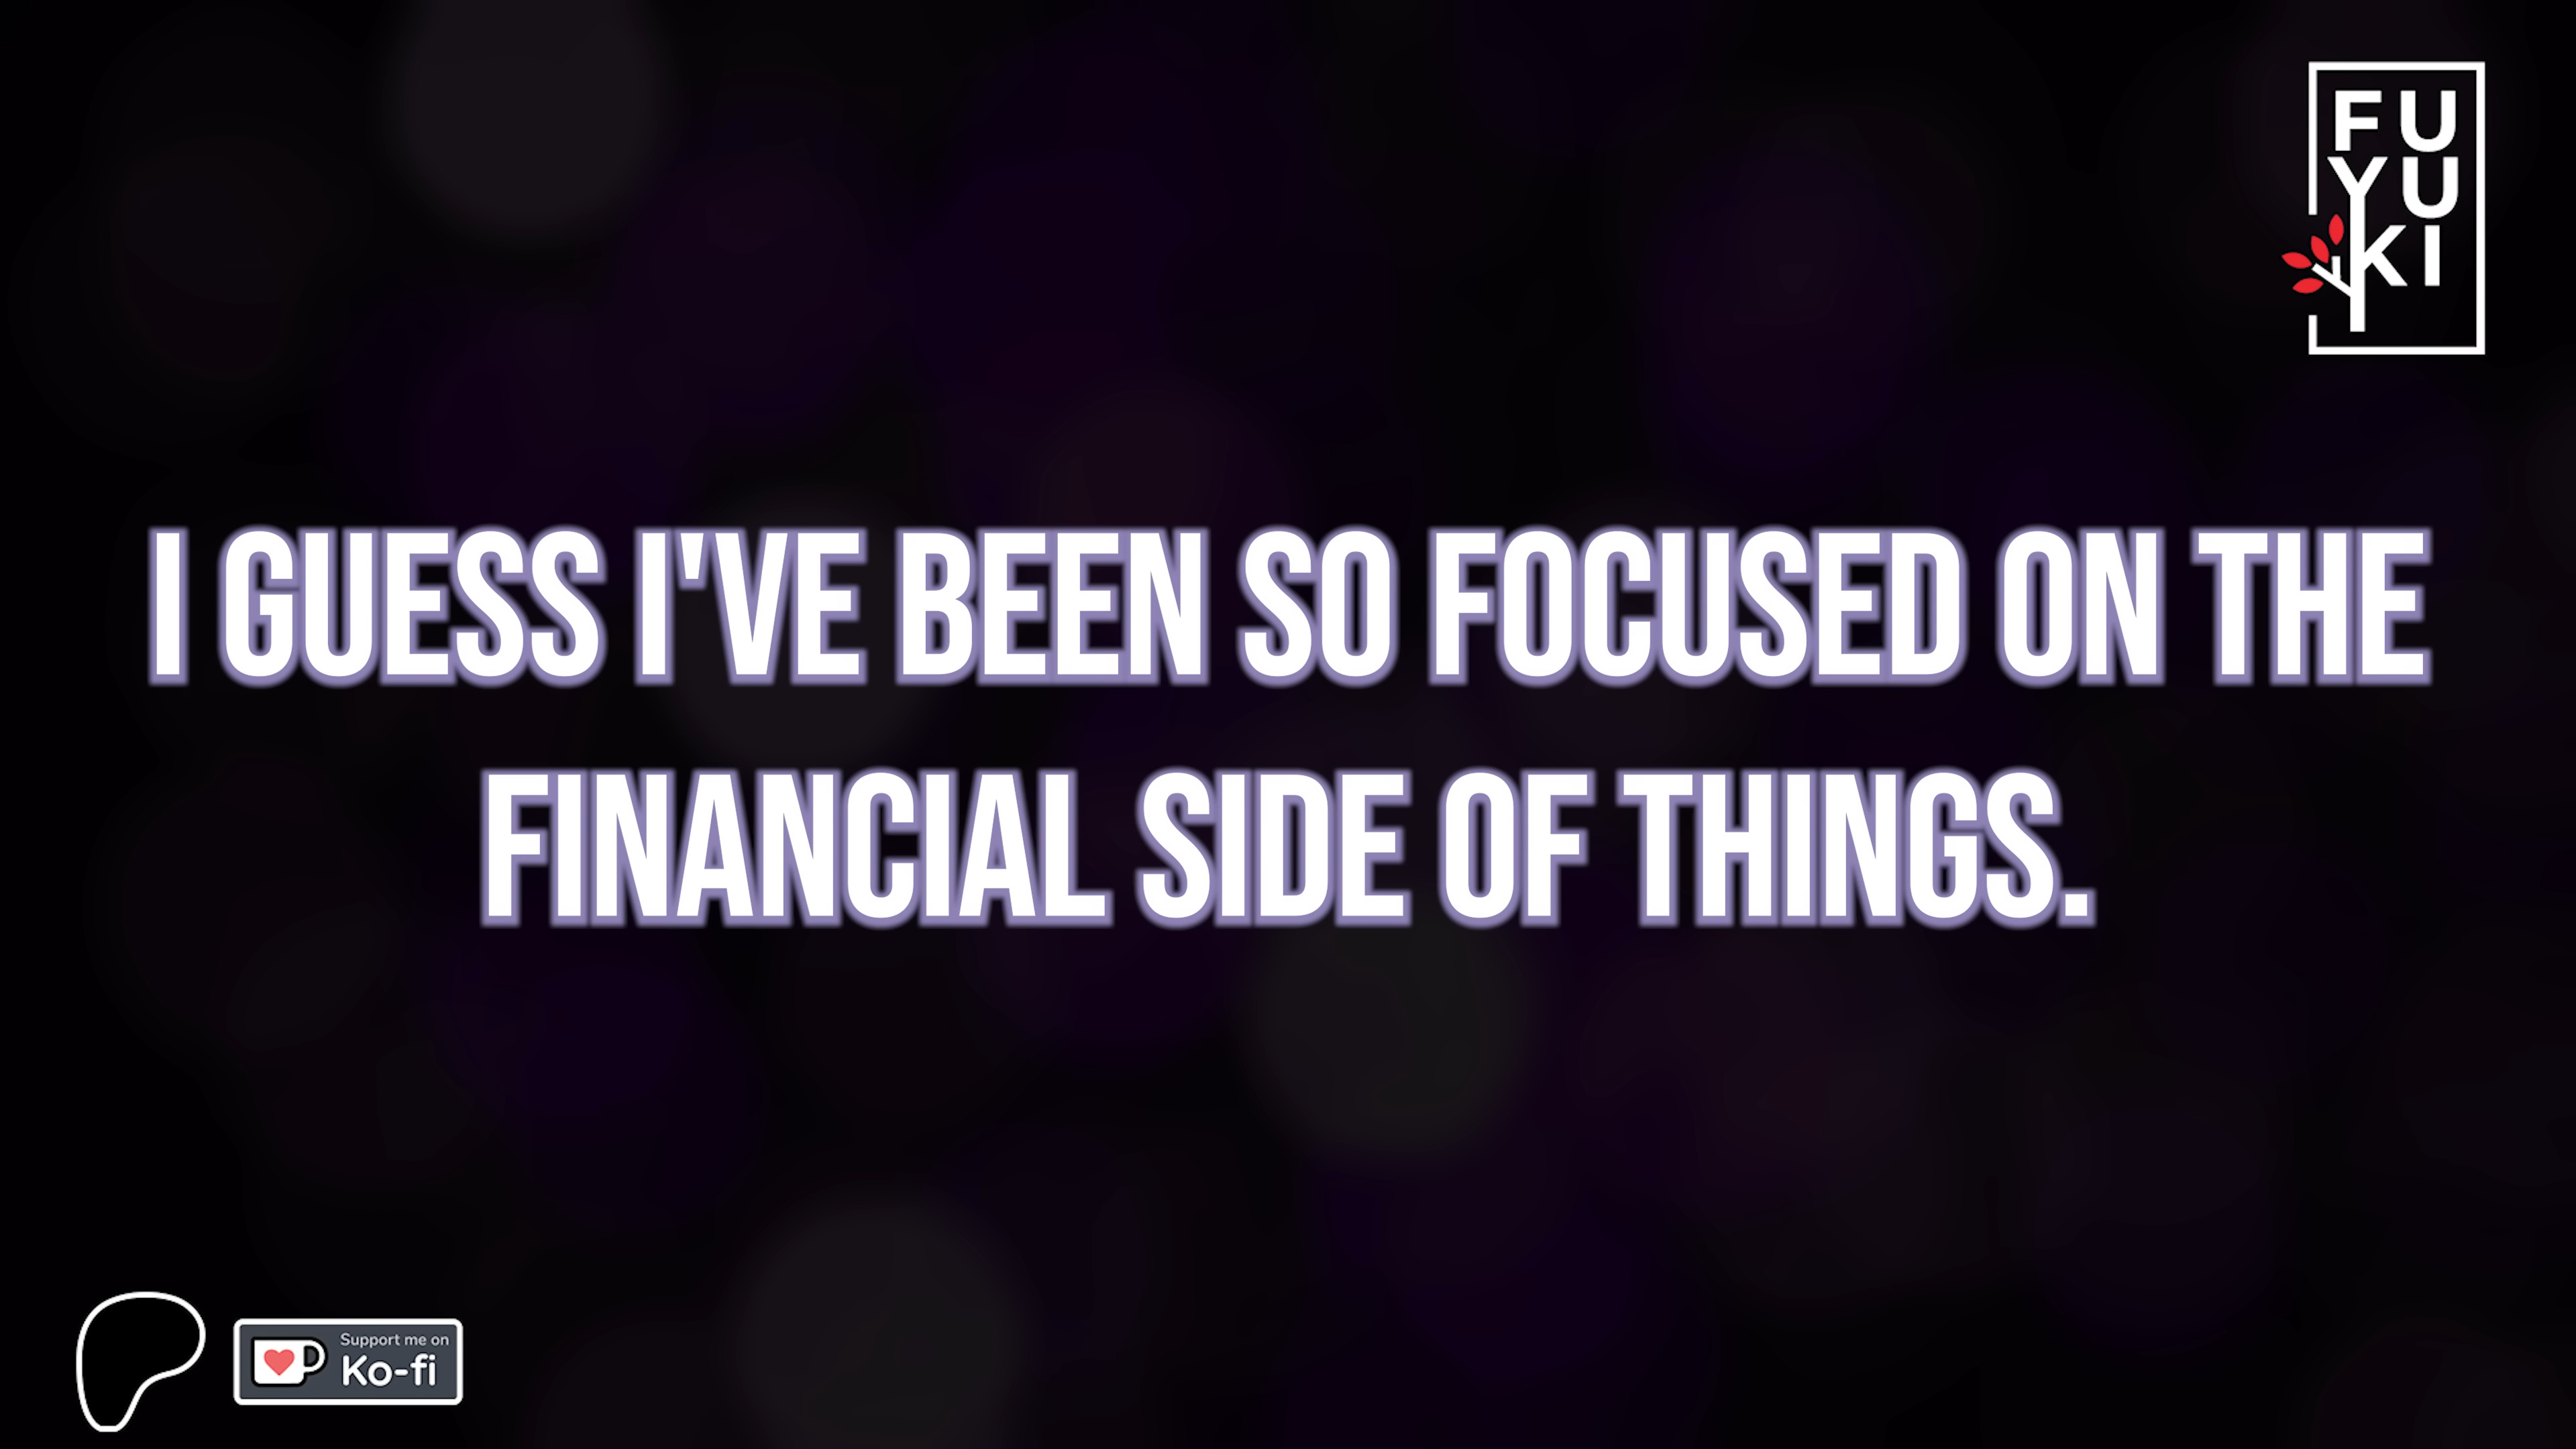 FU
YU
KI
I GUESS I'VE BEEN SO FOCUSED ON THE
FINANCIAL SIDE OF THINGS.
Support me on
Ko-fi